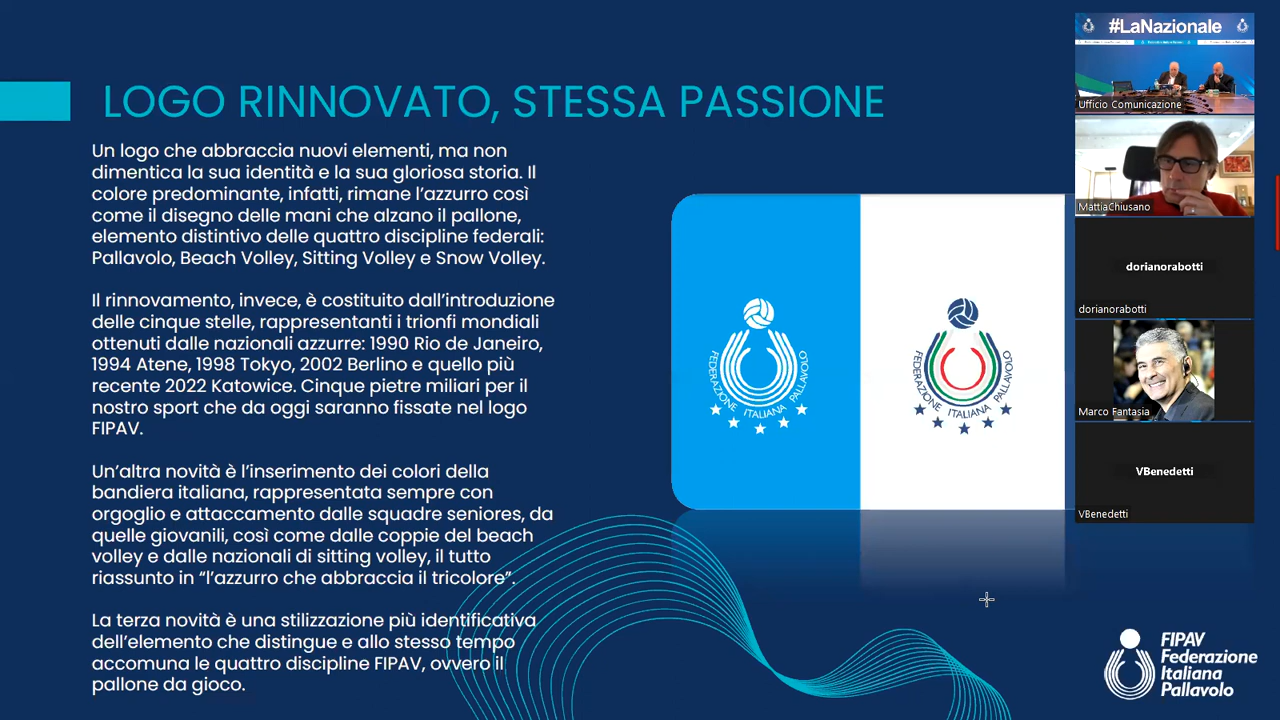 LOGO RINNOVATO, STESSA PASSIONE
Un logo che abbraccia nuovi elementi, ma non
dimentica la sua identità e la sua gloriosa storia. Il
colore predominante, infatti, rimane l'azzurro così
come il disegno delle mani che alzano il pallone,
elemento distintivo delle quattro discipline federali:
Pallavolo, Beach Volley, Sitting Volley e Snow Volley.
Il rinnovamento, invece, è costituito dall'introduzione
delle cinque stelle, rappresentanti i trionfi mondiali
ottenuti dalle nazionali azzurre: 1990 Rio de Janeiro,
1994 Atene, 1998 Tokyo, 2002 Berlino e quello più
recente 2022 Katowice. Cinque pietre miliari per il
nostro sport che da oggi saranno fissate nel logo
FIPAV.
Un'altra novità è l'inserimento dei colori della
bandiera italiana, rappresentata sempre con
orgoglio e attaccamento dalle squadre seniores, da
quelle giovanili, così come dalle coppie del beach
volley e dalle nazionali di sitting volley, il tutto
riassunto in "l'azzurro che abbraccia il tricolore".
La terza novità è una stilizzazione più identificativa
dell'elemento che distingue e allo stesso tempo
accomuna le quattro discipline FIPAV, ovvero il
pallone da gioco.
FEDERAZIONE ITALIANA PALLAVOLO
FEDERAZIONE ITALIANA PALLAVOLO
#LaNazionale
Ufficio Comunicazione
MattiaChiusano
dorianorabotti
dorianorabotti
Marco Fantasia
VBenedetti
VBenedetti
FIPAV
Federazione
Italiana
Pallavolo